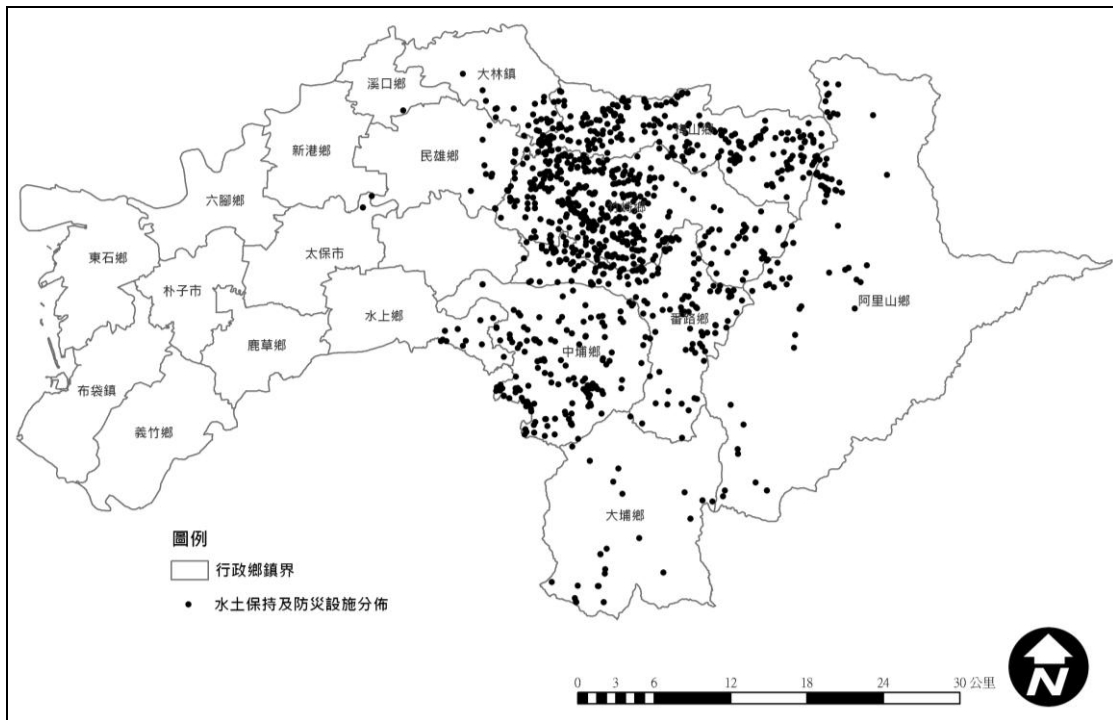 大林鎮
溪口鄉
梅山鄉
新港鄉
民雄鄉
六腳鄉
竹崎鄉
太保市
東石鄉
朴子市
阿里山鄉
水上鄉
番路鄉
鹿草鄉
中埔鄉
布袋鎮
義竹鄉
大埔鄉
圖例
行政鄉鎮界
水土保持及防災設施分佈
0 3 6 12 18 24 30 公里
N